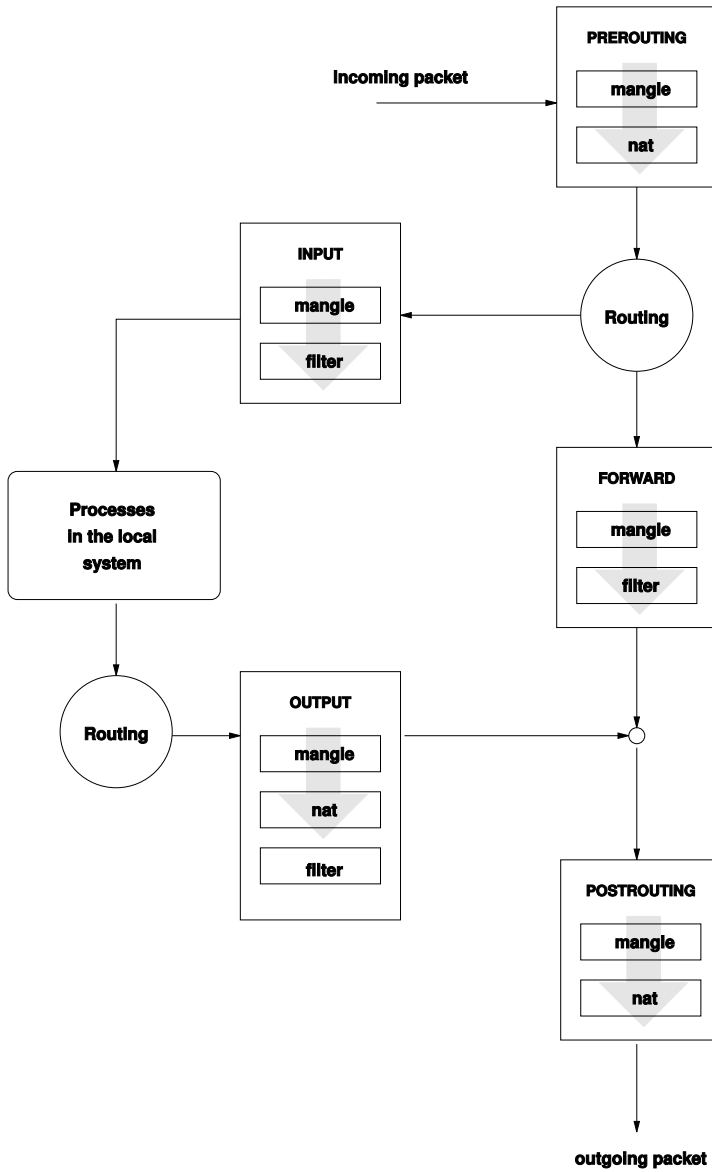 PREROUTING
incoming packet
mangle
nat
INPUT
mangle
filter
Routing
Processes
in the local
system
FORWARD
mangle
filter
Routing
OUTPUT
mangle
nat
filter
POSTROUTING
mangle
nat
outgoing packet